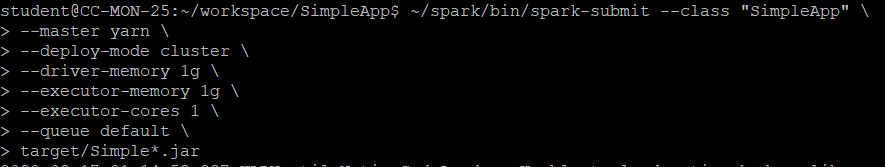 student@CC-MON-25:~/workspace/SimpleApp$ ~/spark/bin/spark-submit --class "SimpleApp" \
> --master yarn \
> --deploy-mode cluster \
> --driver-memory 1g \
> --executor-memory 1g \
> --executor-cores 1 \
> --queue default \
> target/Simple*.jar